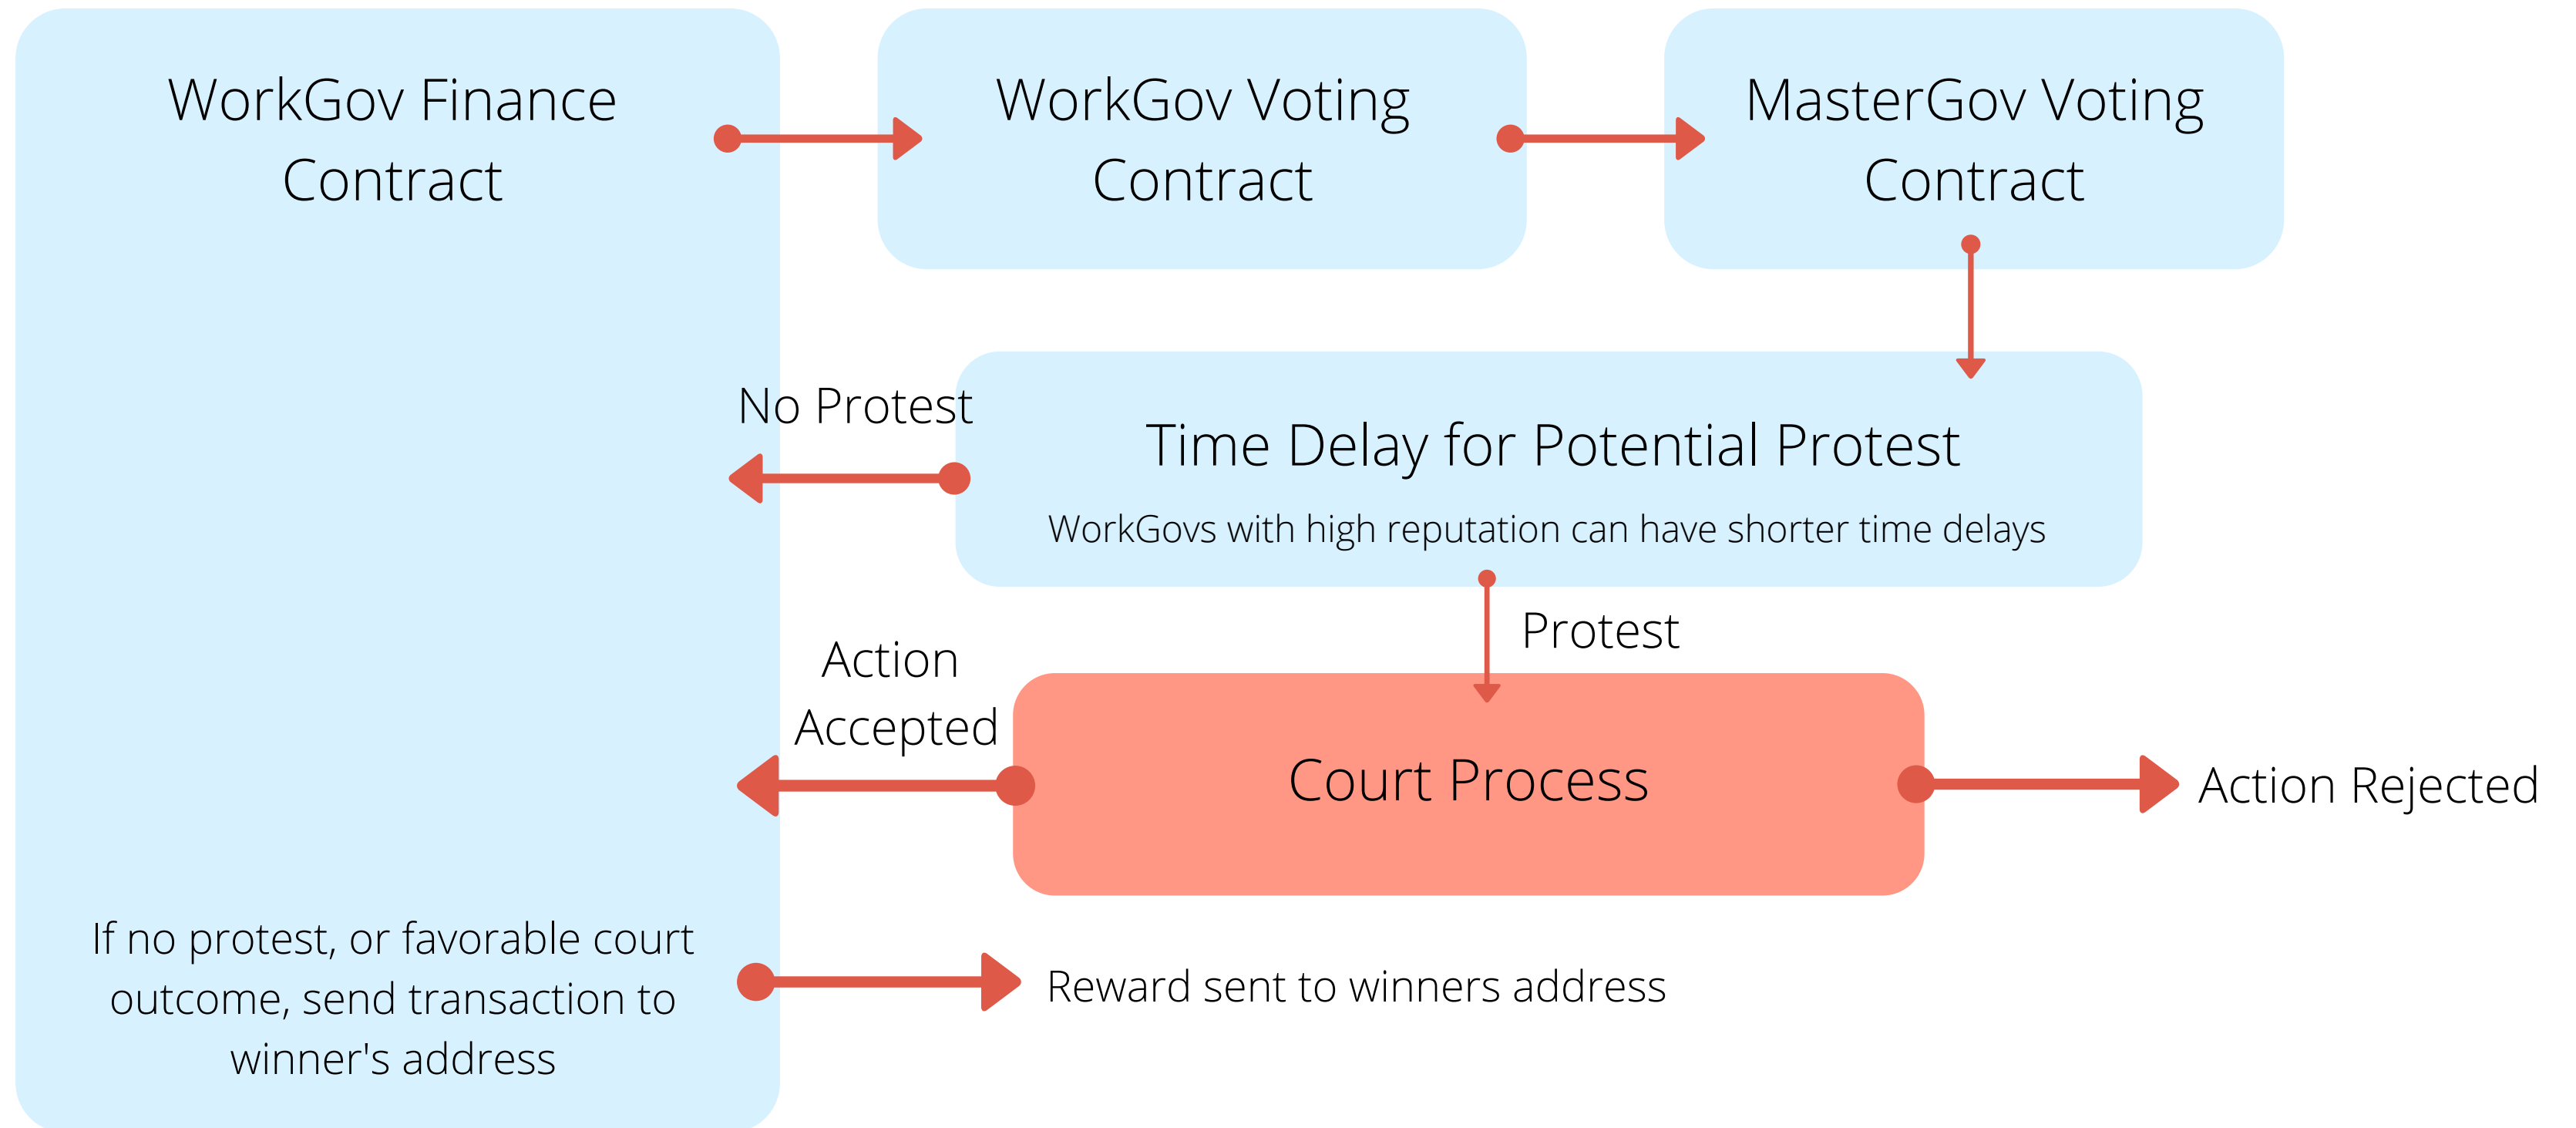 WorkGov Finance
Contract
WorkGov Voting
Contract
MasterGov Voting
Contract
No Protest
Time Delay for Potential Protest
WorkGovs with high reputation can have shorter time delays
Protest
Action
Accepted
Court Process
Action Rejected
If no protest, or favorable court
outcome, send transaction to
winner's address
Reward sent to winners address